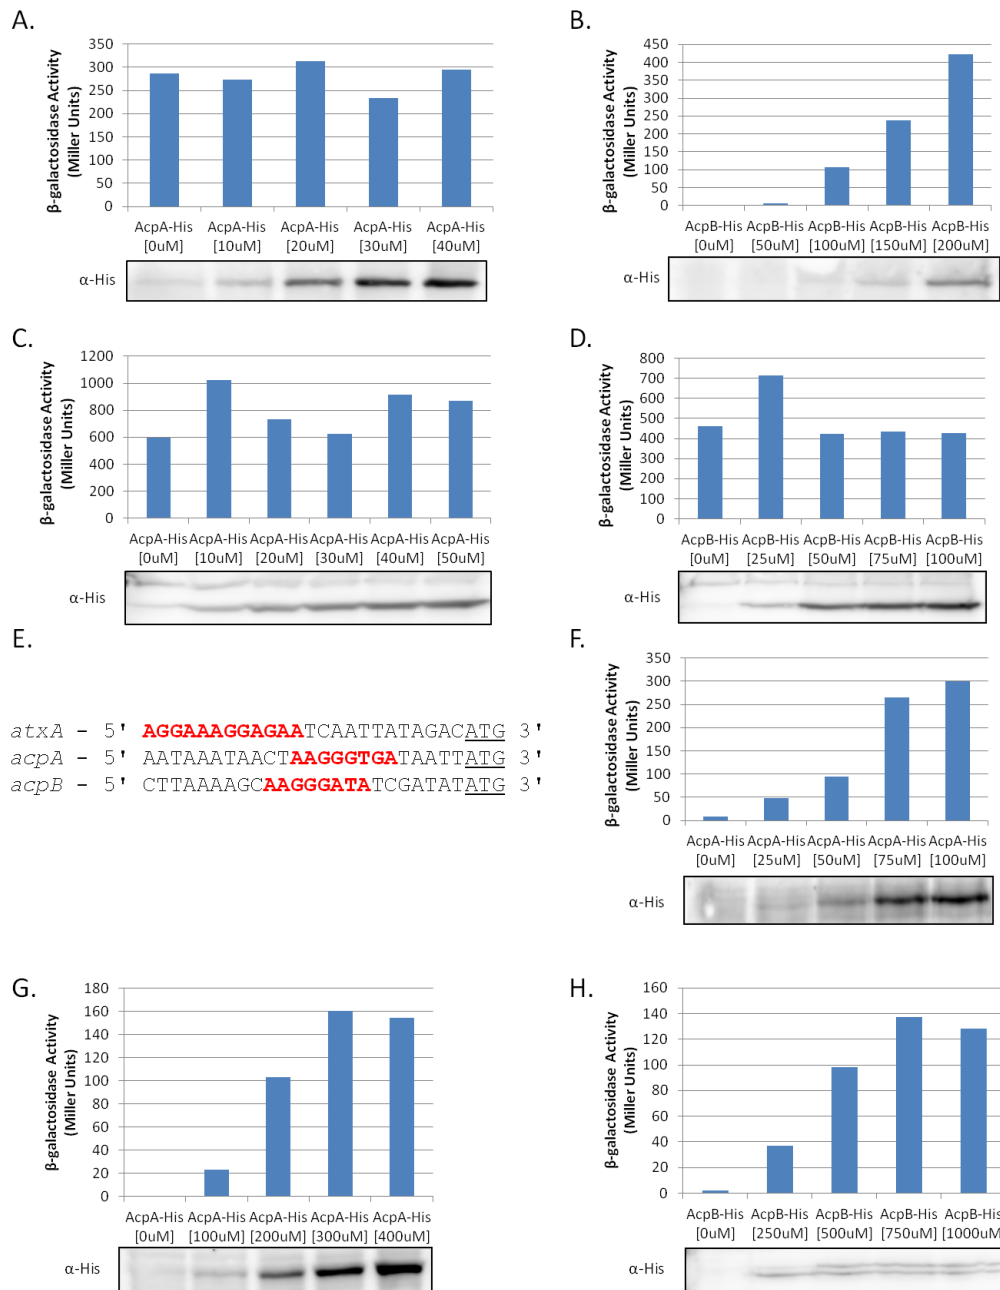 A.
β-galactosidase Activity
(Miller Units)
350
300
250
200
150
100
50
0
AcpA-His AcpA-His AcpA-His AcpA-His AcpA-His
[0uM] [10uM] [20uM] [30uM] [40uM]
α-His
B.
β-galactosidase Activity
(Miller Units)
450
400
350
300
250
200
150
100
50
0
AcpB-His AcpB-His AcpB-His AcpB-His AcpB-His
[0uM] [50uM] [100uM] [150uM] [200uM]
α-His
C.
β-galactosidase Activity
(Miller Units)
1200
1000
800
600
400
200
0
AcpA-His AcpA-His AcpA-His AcpA-His AcpA-His AcpA-His
[0uM] [10uM] [20uM] [30uM] [40uM] [50uM]
α-His
D.
β-galactosidase Activity
(Miller Units)
800
700
600
500
400
300
200
100
0
AcpB-His AcpB-His AcpB-His AcpB-His AcpB-His
[0uM] [25uM] [50uM] [75uM] [100uM]
α-His
E.
atxA - 5' AGGAAAGGAGAATCAATTATAGACATG 3'
acpA - 5' AATAAATAACTAAGGGTGATAATTATG 3'
acpB - 5' CTTAAAAGCAAGGGATATCGATATATG 3'
F.
β-galactosidase Activity
(Miller Units)
350
300
250
200
150
100
50
0
AcpA-His AcpA-His AcpA-His AcpA-His AcpA-His
[0uM] [25uM] [50uM] [75uM] [100uM]
α-His
G.
β-galactosidase Activity
(Miller Units)
180
160
140
120
100
80
60
40
20
0
AcpA-His AcpA-His AcpA-His AcpA-His AcpA-His
[0uM] [100uM] [200uM] [300uM] [400uM]
α-His
H.
β-galactosidase Activity
(Miller Units)
160
140
120
100
80
60
40
20
0
AcpB-His AcpB-His AcpB-His AcpB-His AcpB-His
[0uM] [250uM] [500uM] [750uM] [1000uM]
α-His